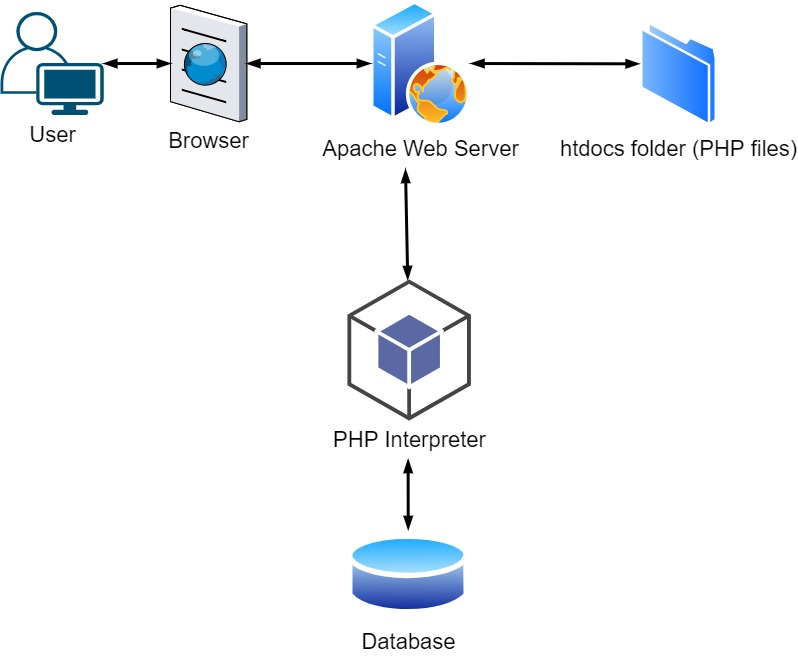 User
Browser
Apache Web Server
htdocs folder (PHP files)
PHP Interpreter
Database